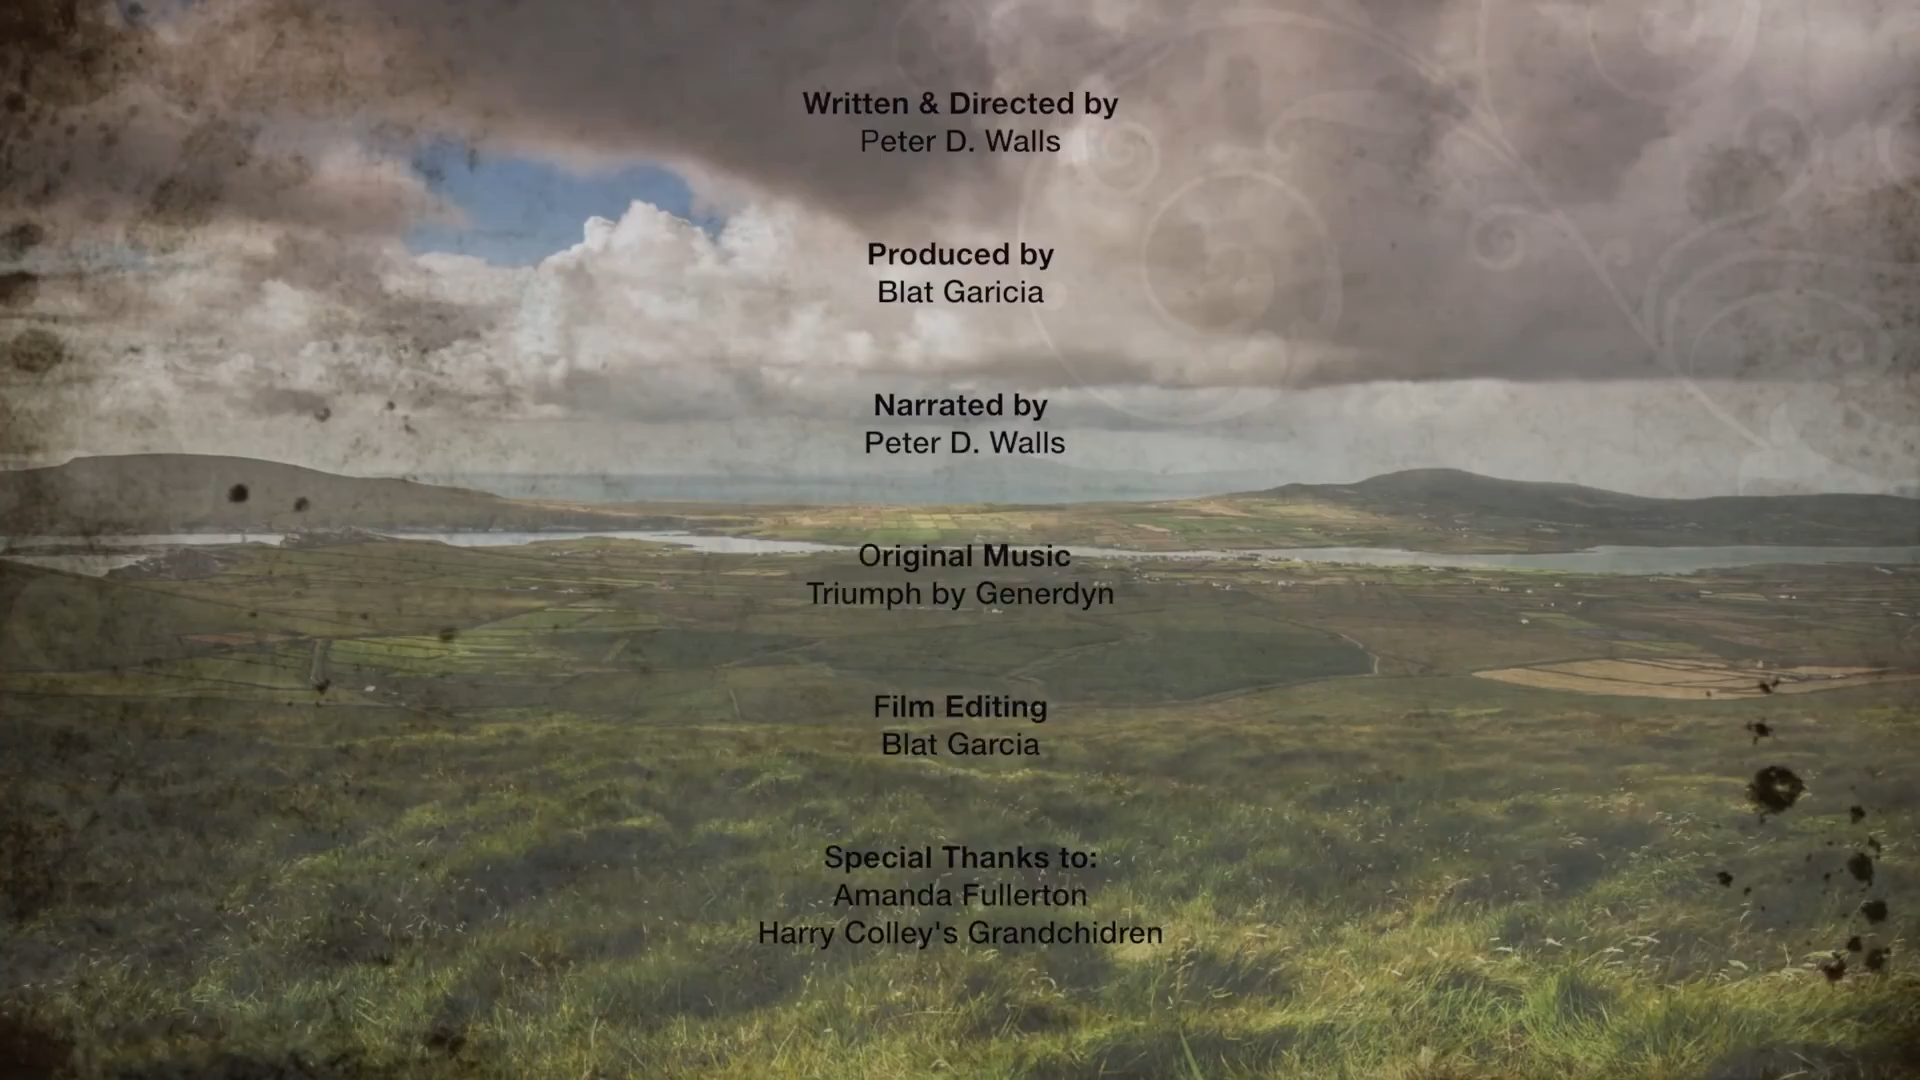 Written & Directed by
Peter D. Walls
Produced by
Blat Garicia
Narrated by
Peter D. Walls
Original Music
Triumph by Generdyn
Film Editing
Blat Garcia
Special Thanks to:
Amanda Fullerton
Harry Colley's Grandchidren